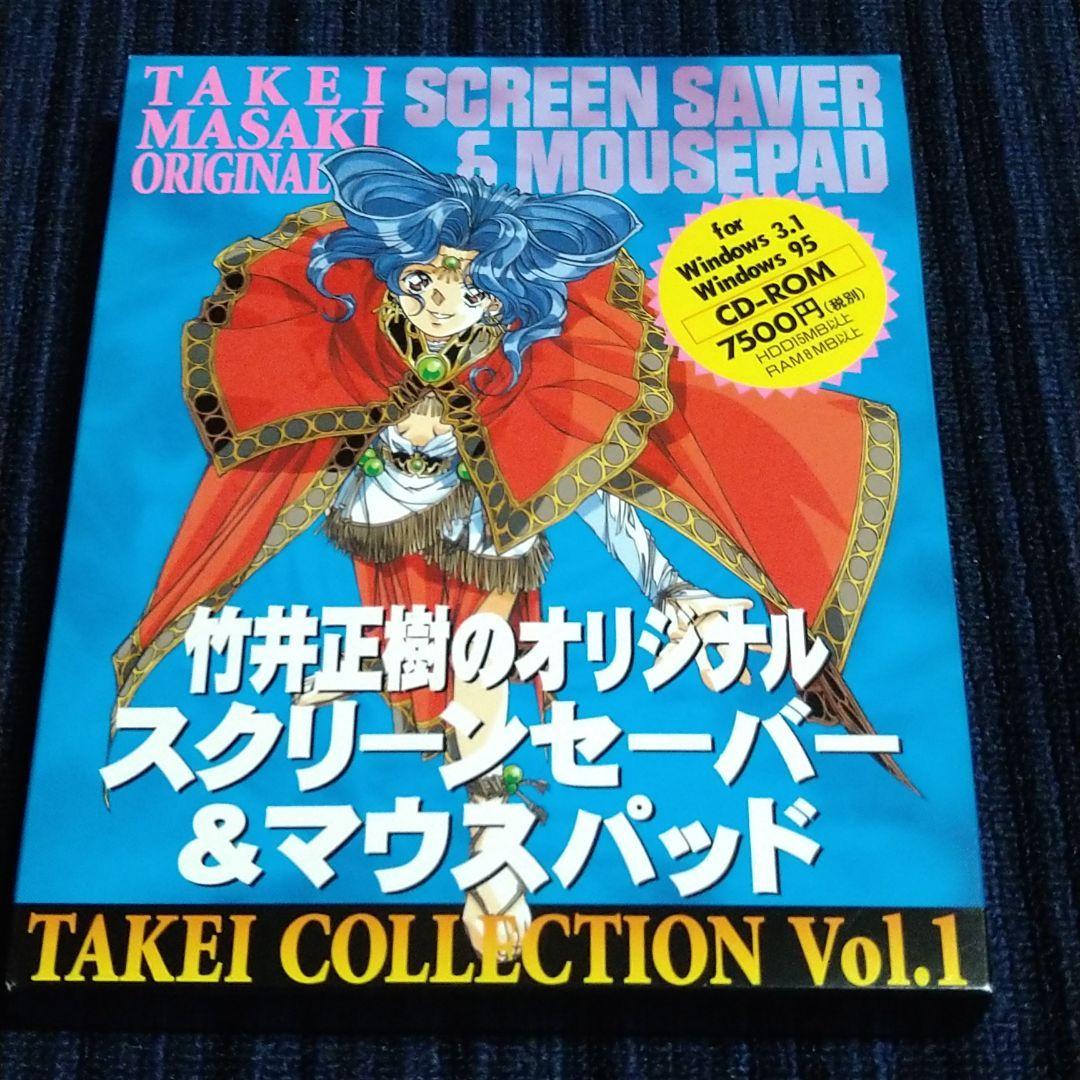 TAKEI
MASAKI
ORIGINAL
SCREEN SAVER
& MOUSEPAD
for
Windows 3.1
Windows 95
CD-ROM
7500円(税別)
HDD15MB以上
RAM8MB以上
竹井正樹のオリジナル
スクリーンセーバー
&マウスパッド
TAKEI COLLECTION Vol.1